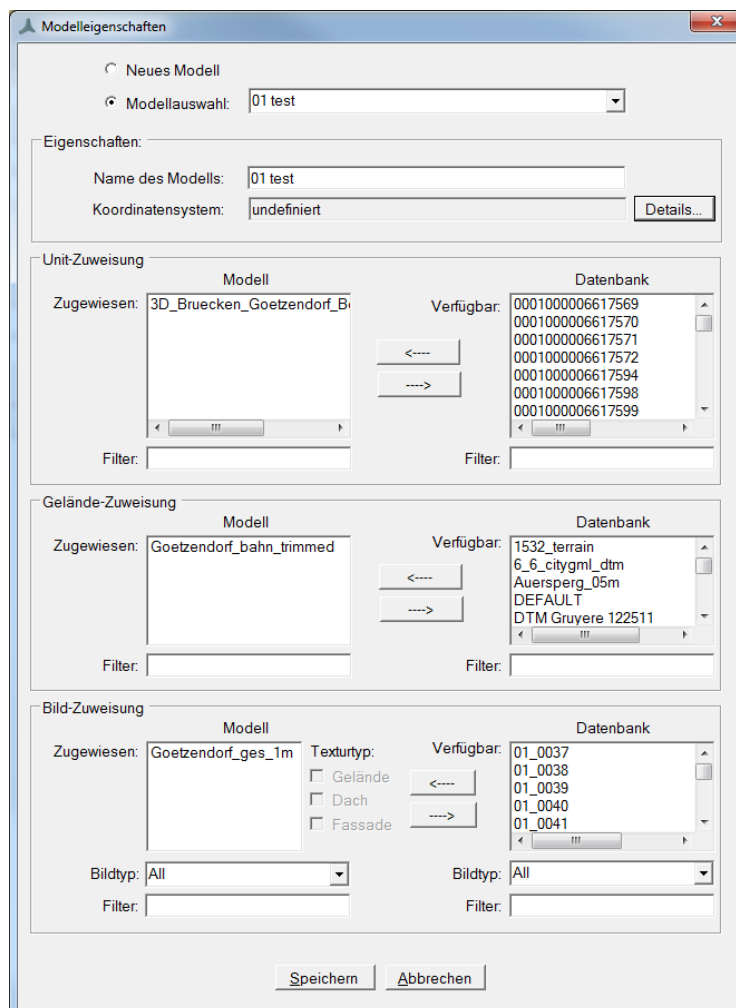 Modelleigenschaften
Neues Modell
Modellauswahl: 01 test
Eigenschaften:
Name des Modells: 01 test
Koordinatensystem: undefiniert Details...
Unit-Zuweisung
Modell Datenbank
Zugewiesen: 3D_Bruecken_Goetzendorf_B
Verfügbar: 0001000006617569
0001000006617570
0001000006617571
0001000006617572
<---- 
0001000006617594
----> 
0001000006617598
0001000006617599
Filter: Filter:
Gelände-Zuweisung
Modell Datenbank
Zugewiesen: Goetzendorf_bahn_trimmed
Verfügbar: 1532_terrain
6_6_citygml_dtm
<---- Auersperg_05m
DEFAULT
----> DTM Gruyere 122511
Filter: Filter:
Bild-Zuweisung
Modell Datenbank
Zugewiesen: Goetzendorf_ges_1m Texturtyp: Verfügbar: 01_0037
Gelände 01_0038
<---- 01_0039
Dach 01_0040
----> 
Fassade 01_0041
Bildtyp: All Bildtyp: All
Filter: Filter:
Speichern Abbrechen